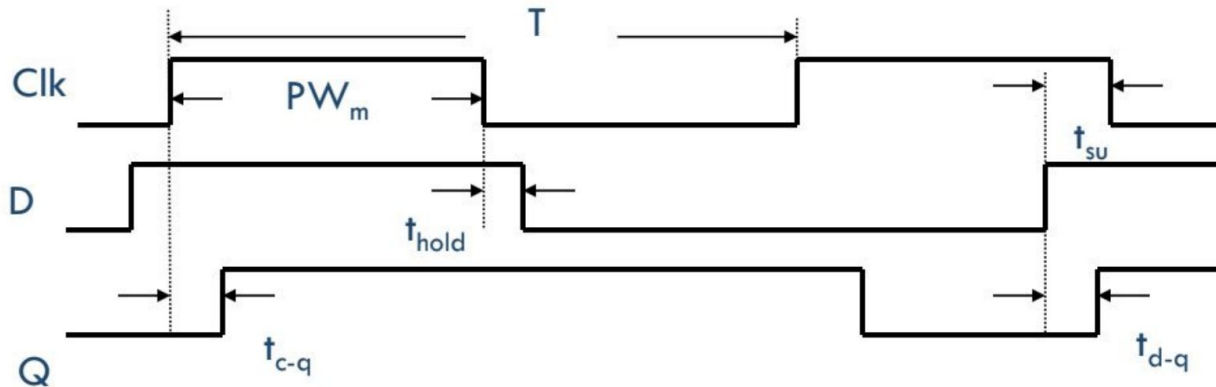 T
Clk
PWm
tsu
D
thold
tc-q
td-q
Q